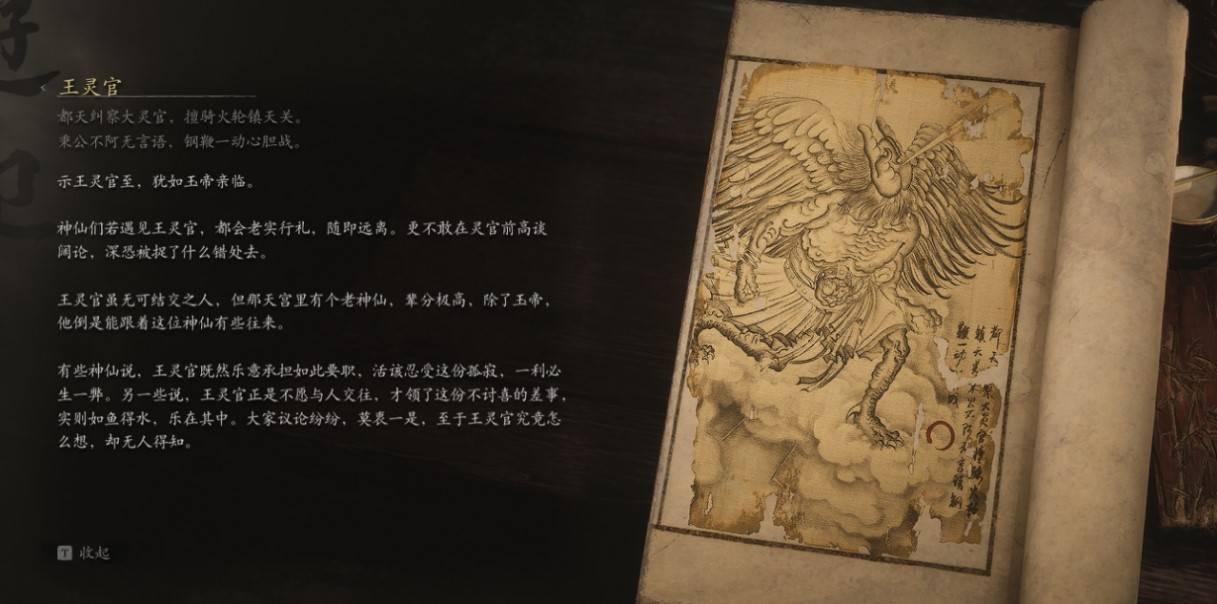 王灵官
都天纠察大灵官，擅骑火轮镇天关。
秉公不阿无言语，钢鞭一动心胆战。
示王灵官至，犹如玉帝亲临。
神仙们若遇见王灵官，都会老实行礼，随即远离。更不敢在灵官前高谈
阔论，深恐被捉了什么错处去。
王灵官虽无可结交之人，但那天宫里有个老神仙，辈分极高，除了玉帝，
他倒是能跟着这位神仙有些往来。
有些神仙说，王灵官既然乐意承担如此要职，活该忍受这份孤寂，一利必
生一弊。另一些说，王灵官正是不愿与人交往，才领了这份不讨喜的差事，
实则如鱼得水，乐在其中。大家议论纷纷，莫衷一是，至于王灵官究竟怎
么想，却无人得知。
T 收起